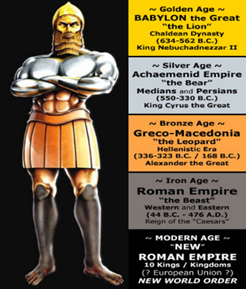 ~ Golden Age ~
BABYLON the Great
"the Lion"
Chaldean Dynasty
(634-562 B.C.)
King Nebuchadnezzar II
~ Silver Age ~
Achaemenid Empire
"the Bear"
Medians and Persians
(550-330 B.C.)
King Cyrus the Great
~ Bronze Age ~
Greco-Macedonia
"the Leopard"
Hellenistic Era
(336-323 B.C. / 168 B.C.)
Alexander the Great
~ Iron Age ~
Roman Empire
"the Beast"
Western and Eastern
(44 B.C. - 476 A.D.)
Reign of the "Caesars"
~ MODERN AGE ~
"NEW"
ROMAN EMPIRE
10 Kings / Kingdoms
(? European Union ?)
NEW WORLD ORDER